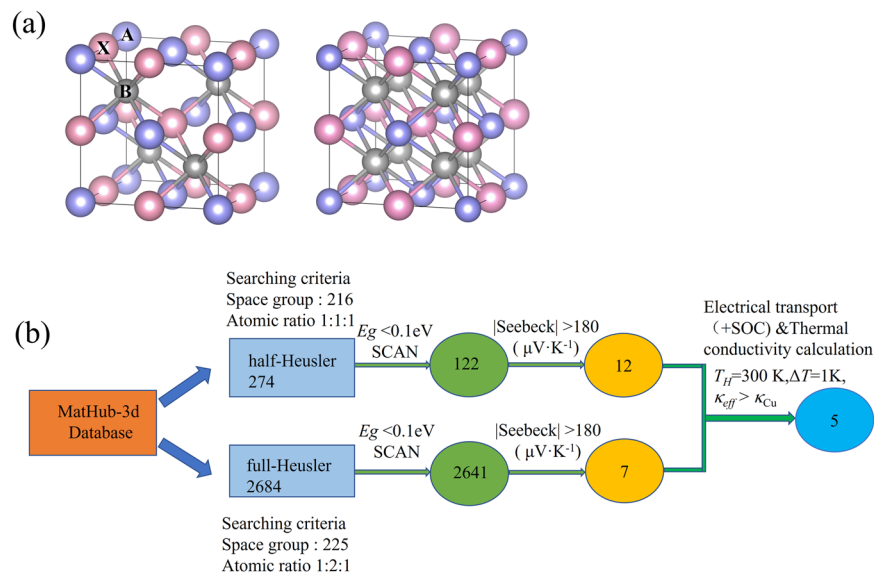 (a)
A
X
B
(b)
MatHub-3d
Database
Searching criteria
Space group : 216
Atomic ratio 1:1:1
half-Heusler
274
Eg <0.1eV
SCAN
122
|Seebeck| >180
( μV·K⁻¹)
12
full-Heusler
2684
Eg <0.1eV
SCAN
2641
|Seebeck| >180
( μV·K⁻¹)
7
Searching criteria
Space group : 225
Atomic ratio 1:2:1
Electrical transport
(+SOC) &Thermal
conductivity calculation
T_H=300 K,ΔT=1K,
κ_eff > κ_Cu
5